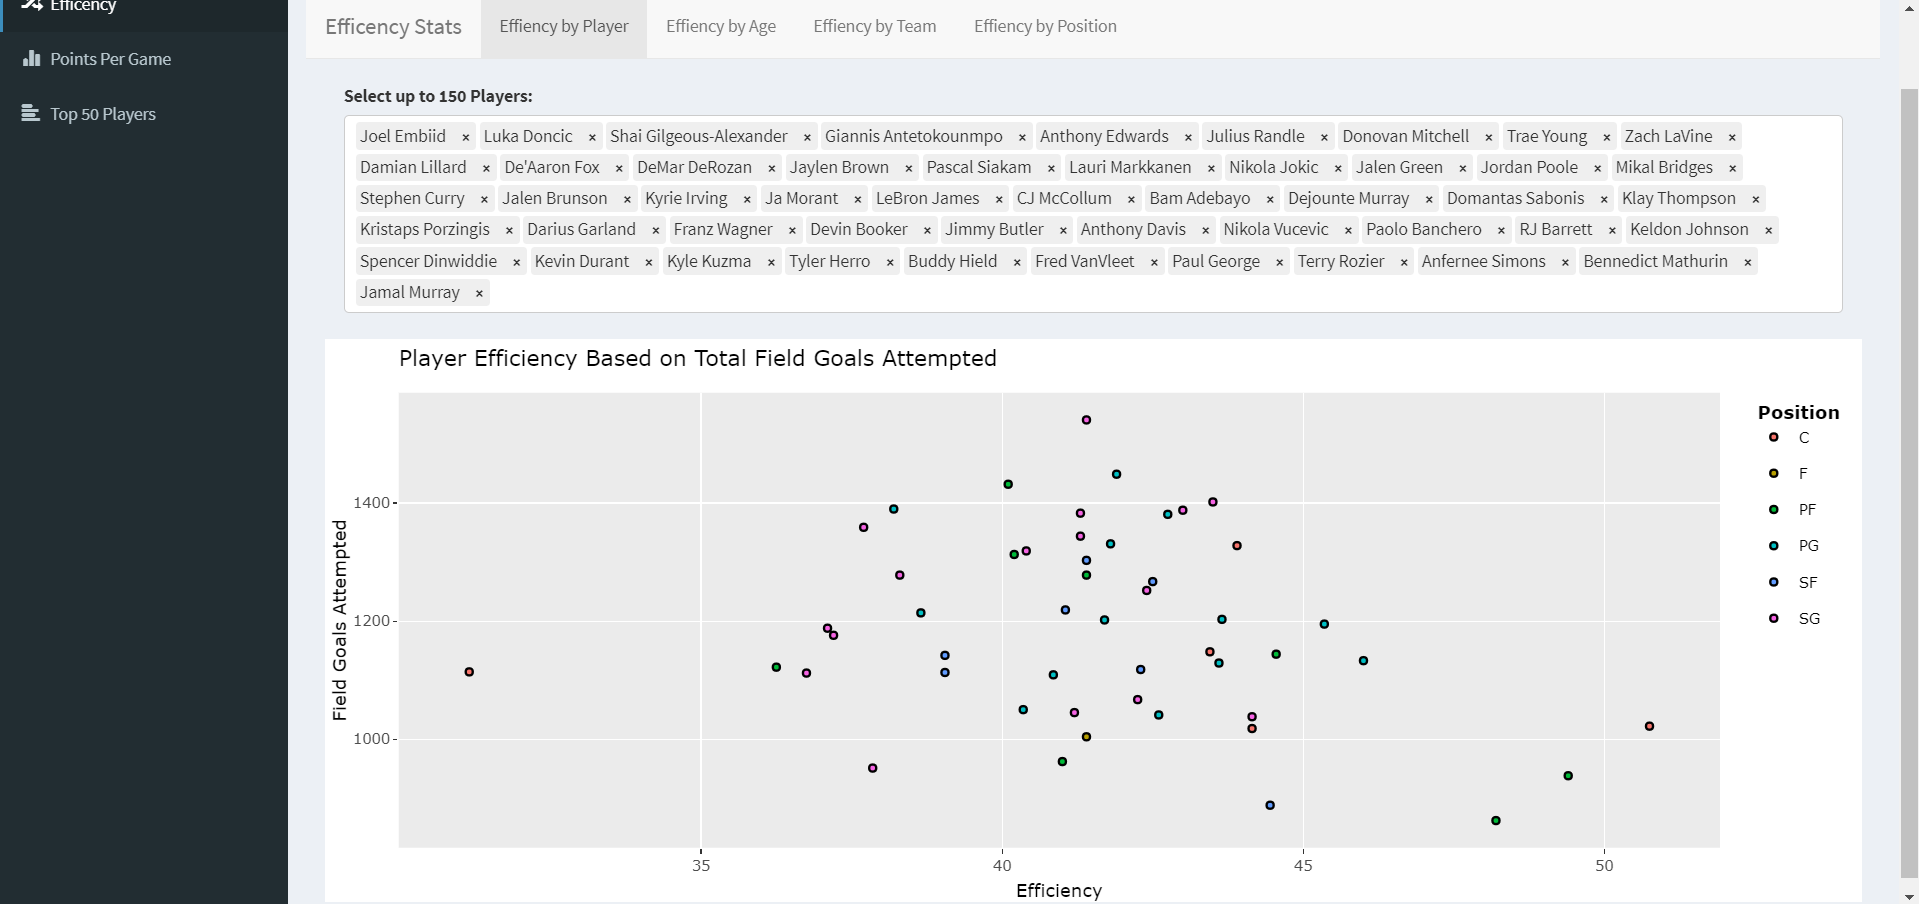 Efficency
Points Per Game
Top 50 Players
Efficency Stats Effiency by Player Effiency by Age Effiency by Team Effiency by Position
Select up to 150 Players:
Joel Embiid × Luka Doncic × Shai Gilgeous-Alexander × Giannis Antetokounmpo × Anthony Edwards × Julius Randle × Donovan Mitchell × Trae Young × Zach LaVine ×
Damian Lillard × De'Aaron Fox × DeMar DeRozan × Jaylen Brown × Pascal Siakam × Lauri Markkanen × Nikola Jokic × Jalen Green × Jordan Poole × Mikal Bridges ×
Stephen Curry × Jalen Brunson × Kyrie Irving × Ja Morant × LeBron James × CJ McCollum × Bam Adebayo × Dejounte Murray × Domantas Sabonis × Klay Thompson ×
Kristaps Porzingis × Darius Garland × Franz Wagner × Devin Booker × Jimmy Butler × Anthony Davis × Nikola Vucevic × Paolo Banchero × RJ Barrett × Keldon Johnson ×
Spencer Dinwiddie × Kevin Durant × Kyle Kuzma × Tyler Herro × Buddy Hield × Fred VanVleet × Paul George × Terry Rozier × Anfernee Simons × Bennedict Mathurin ×
Jamal Murray ×
Player Efficiency Based on Total Field Goals Attempted
Field Goals Attempted
1400
1200
1000
35 40 45 50
Efficiency
Position
C
F
PF
PG
SF
SG